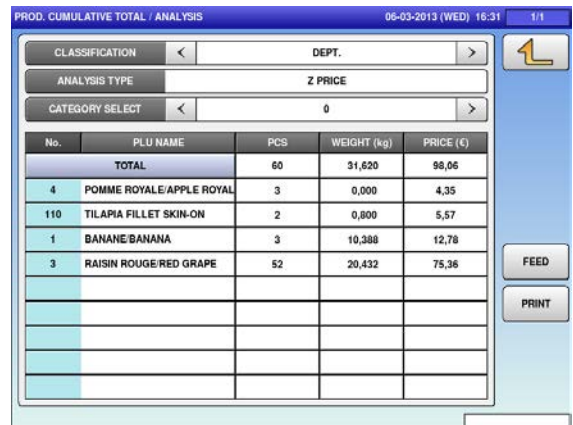 PROD. CUMULATIVE TOTAL / ANALYSIS 06-03-2013 (WED) 16:31 1/1
CLASSIFICATION < DEPT. >
ANALYSIS TYPE Z PRICE
CATEGORY SELECT < 0 >
No. PLU NAME PCS WEIGHT (kg) PRICE (€)
TOTAL 60 31,620 98,06
4 POMME ROYALE/APPLE ROYAL 3 0,000 4,35
110 TILAPIA FILLET SKIN-ON 2 0,800 5,57
1 BANANE/BANANA 3 10,388 12,78
3 RAISIN ROUGE/RED GRAPE 52 20,432 75,36
FEED
PRINT